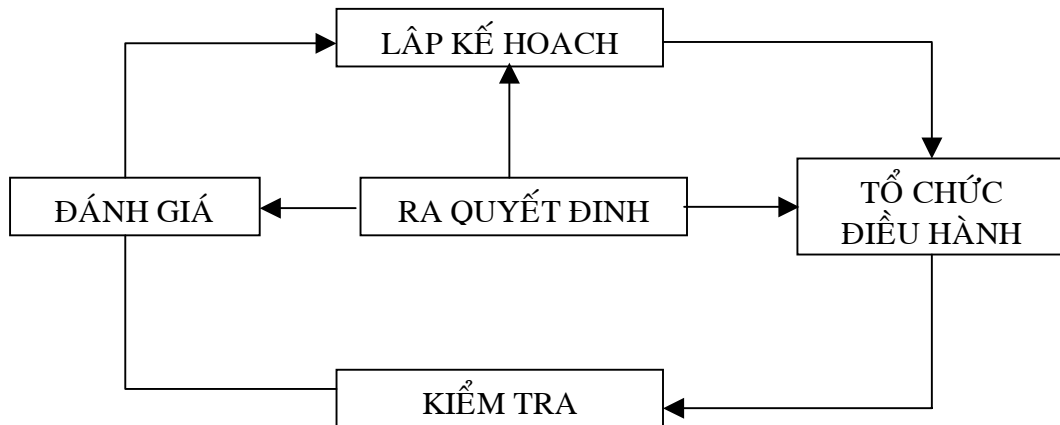 LÂP KẾ HOACH
ĐÁNH GIÁ
RA QUYẾT ĐINH
TỔ CHỨC
ĐIỀU HÀNH
KIỂM TRA